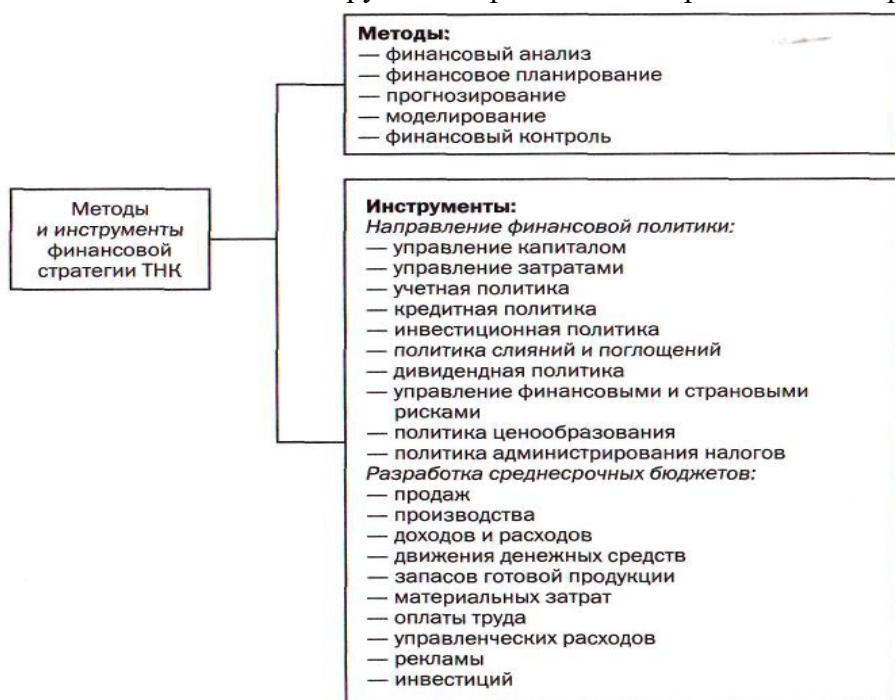 Методы:
— финансовый анализ
— финансовое планирование
— прогнозирование
— моделирование
— финансовый контроль
Методы
и инструменты
финансовой
стратегии ТНК
Инструменты:
Направление финансовой политики:
— управление капиталом
— управление затратами
— учетная политика
— кредитная политика
— инвестиционная политика
— политика слияний и поглощений
— дивидендная политика
— управление финансовыми и страновыми
рисками
— политика ценообразования
— политика администрирования налогов
Разработка среднесрочных бюджетов:
— продаж
— производства
— доходов и расходов
— движения денежных средств
— запасов готовой продукции
— материальных затрат
— оплаты труда
— управленческих расходов
— рекламы
— инвестиций